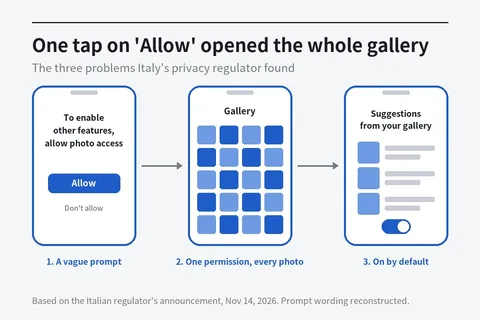 One tap on 'Allow' opened the whole gallery
The three problems Italy's privacy regulator found
To enable
other features,
allow photo access
Allow
Don't allow
1. A vague prompt
Gallery
2. One permission, every photo
Suggestions
from your gallery
3. On by default
Based on the Italian regulator's announcement, Nov 14, 2026. Prompt wording reconstructed.